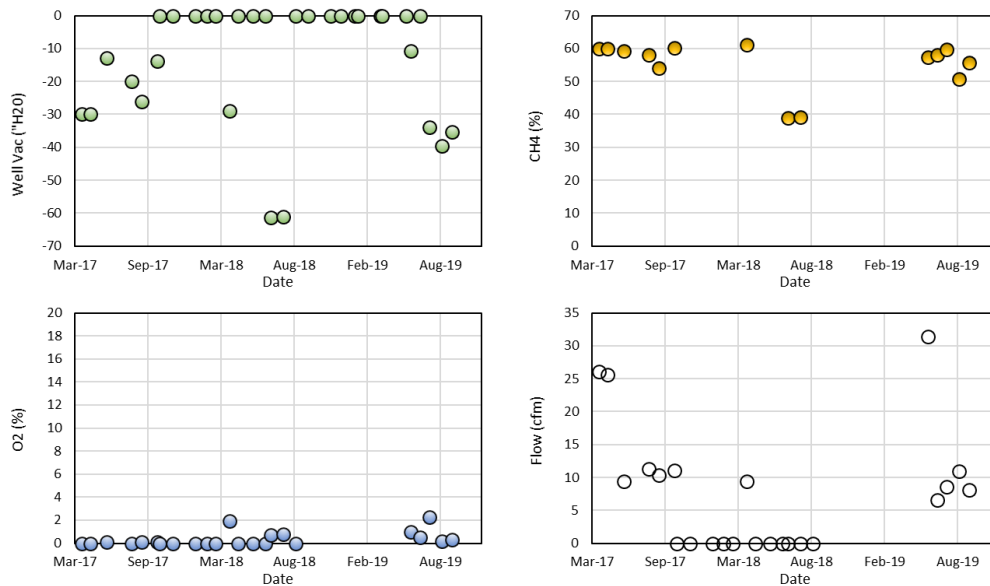 Well Vac ("H20)
0
-10
-20
-30
-40
-50
-60
-70
Mar-17 Sep-17 Mar-18 Aug-18 Feb-19 Aug-19
Date
CH4 (%)
70
60
50
40
30
20
10
0
Mar-17 Sep-17 Mar-18 Aug-18 Feb-19 Aug-19
Date
O2 (%)
20
18
16
14
12
10
8
6
4
2
0
Mar-17 Sep-17 Mar-18 Aug-18 Feb-19 Aug-19
Date
Flow (cfm)
35
30
25
20
15
10
5
0
Mar-17 Sep-17 Mar-18 Aug-18 Feb-19 Aug-19
Date